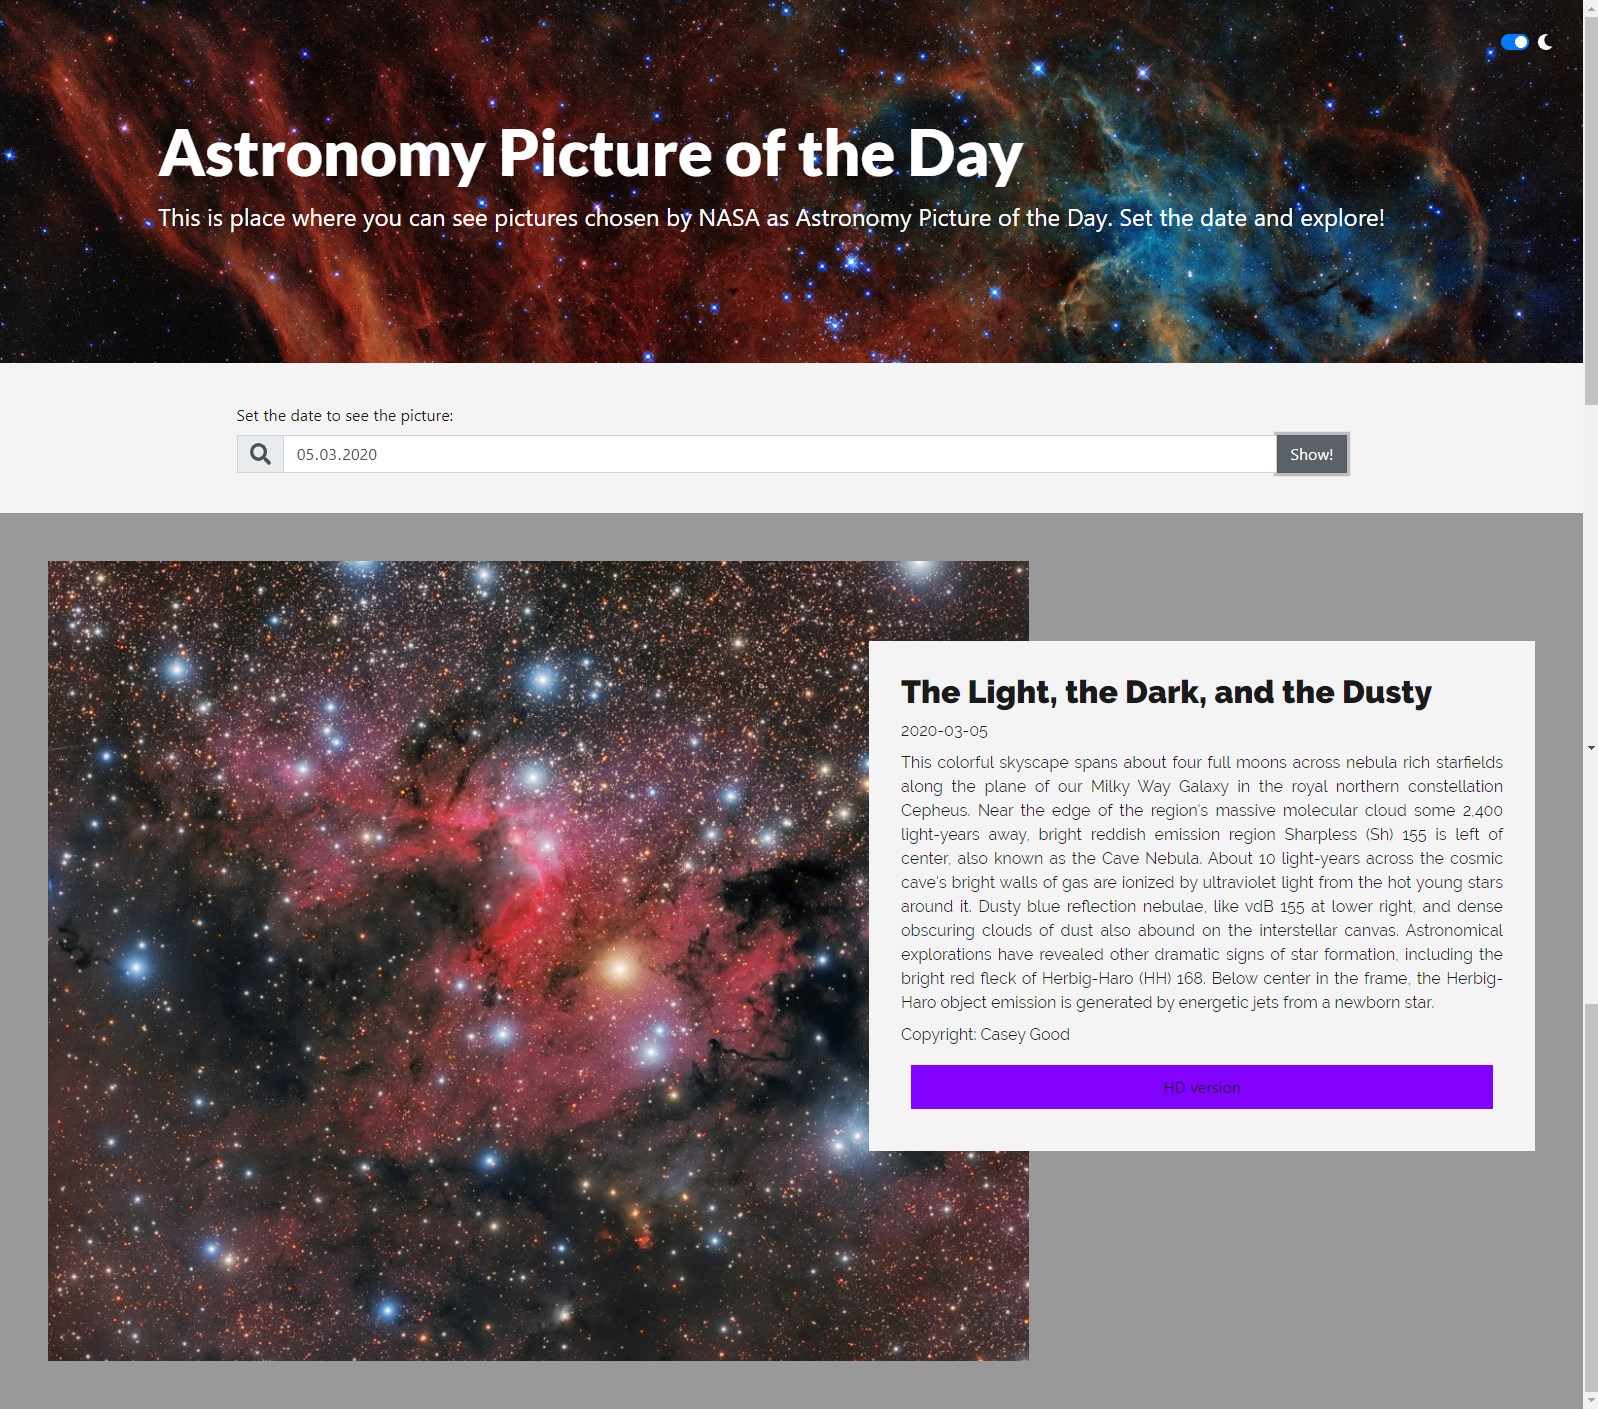 Astronomy Picture of the Day
This is place where you can see pictures chosen by NASA as Astronomy Picture of the Day. Set the date and explore!
Set the date to see the picture:
05.03.2020
Show!
The Light, the Dark, and the Dusty
2020-03-05
This colorful skyscape spans about four full moons across nebula rich starfields
along the plane of our Milky Way Galaxy in the royal northern constellation
Cepheus. Near the edge of the region's massive molecular cloud some 2,400
light-years away, bright reddish emission region Sharpless (Sh) 155 is left of
center, also known as the Cave Nebula. About 10 light-years across the cosmic
cave's bright walls of gas are ionized by ultraviolet light from the hot young stars
around it. Dusty blue reflection nebulae, like vdB 155 at lower right, and dense
obscuring clouds of dust also abound on the interstellar canvas. Astronomical
explorations have revealed other dramatic signs of star formation, including the
bright red fleck of Herbig-Haro (HH) 168. Below center in the frame, the Herbig-
Haro object emission is generated by energetic jets from a newborn star.
Copyright: Casey Good
HD version